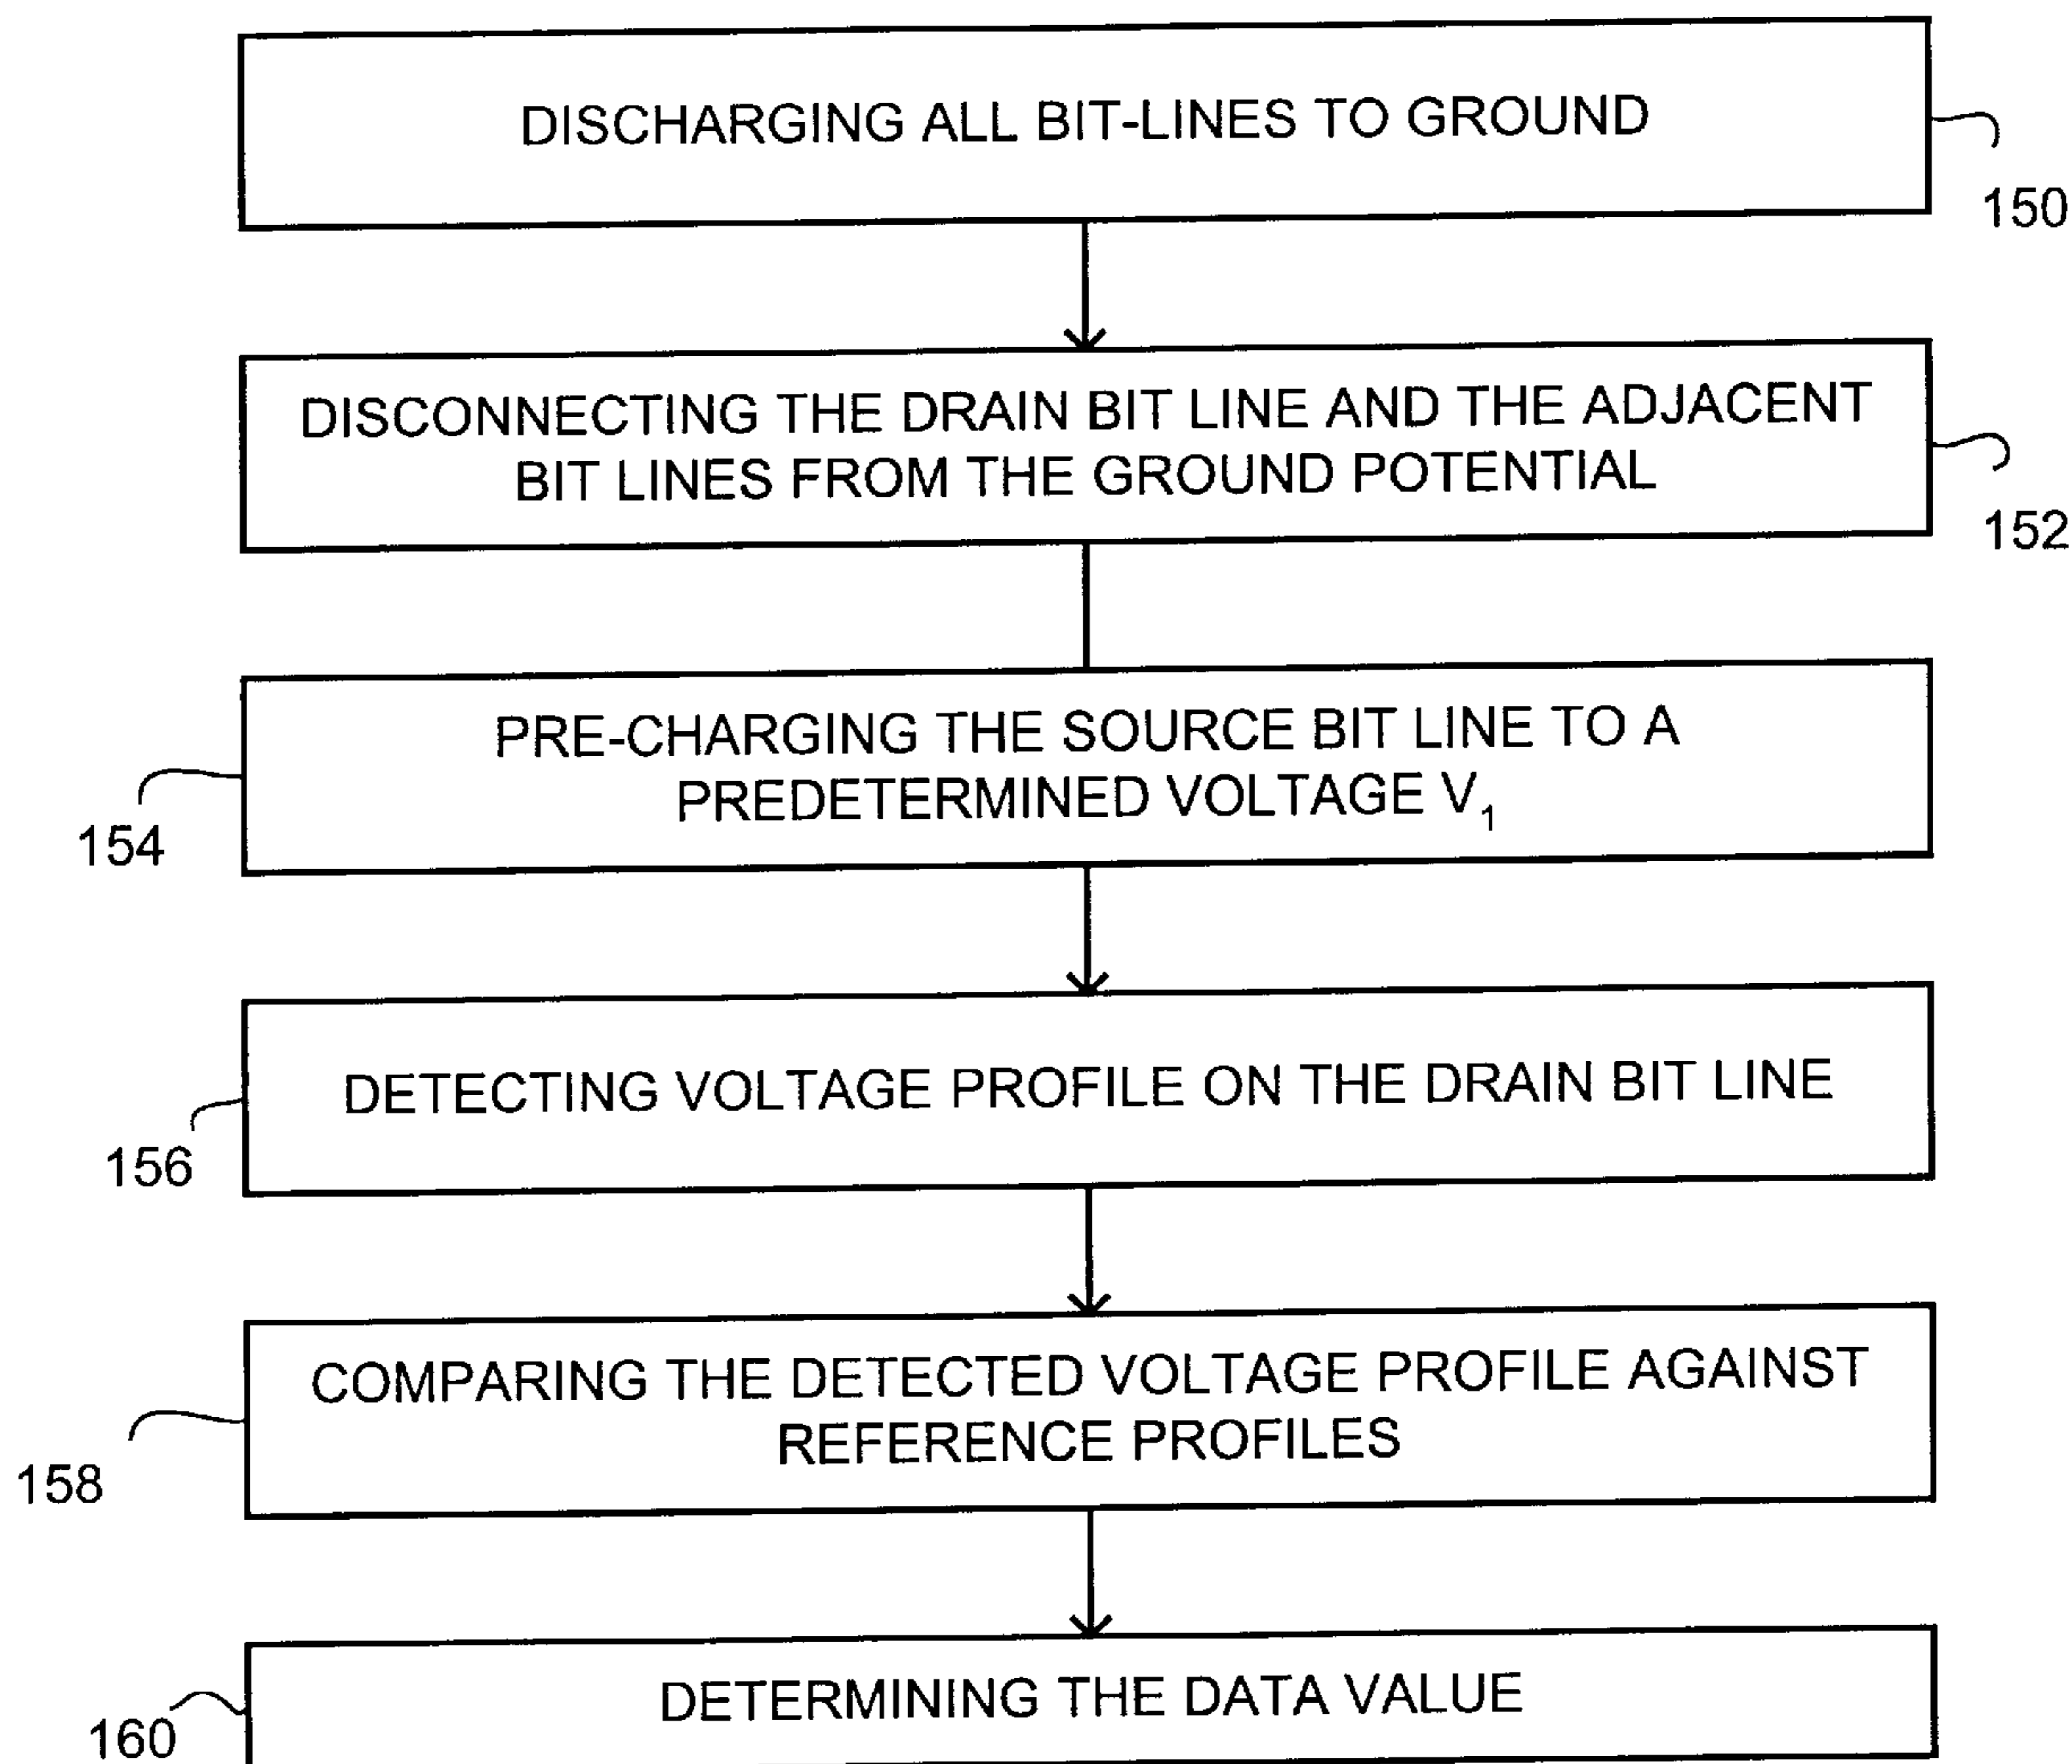 DISCHARGING ALL BIT-LINES TO GROUND
150
DISCONNECTING THE DRAIN BIT LINE AND THE ADJACENT
BIT LINES FROM THE GROUND POTENTIAL
152
PRE-CHARGING THE SOURCE BIT LINE TO A
PREDETERMINED VOLTAGE V₁
154
DETECTING VOLTAGE PROFILE ON THE DRAIN BIT LINE
156
COMPARING THE DETECTED VOLTAGE PROFILE AGAINST
REFERENCE PROFILES
158
DETERMINING THE DATA VALUE
160